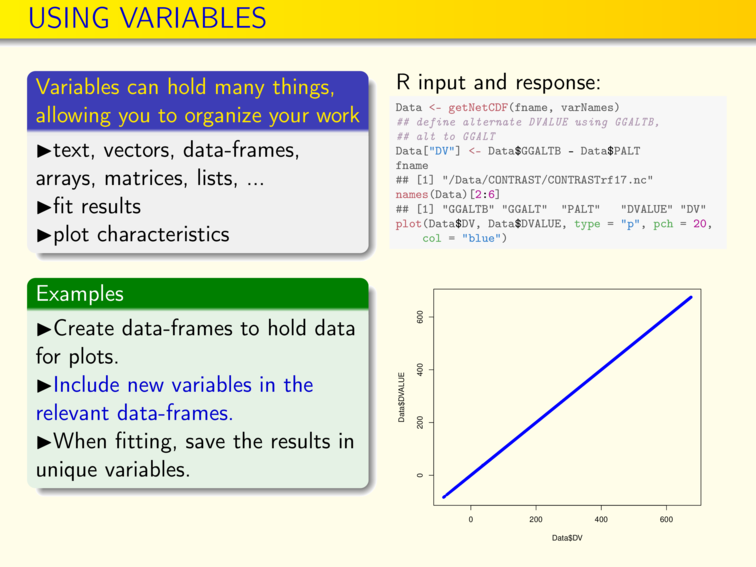 USING VARIABLES
Variables can hold many things,
allowing you to organize your work
▶text, vectors, data-frames,
arrays, matrices, lists, ...
▶fit results
▶plot characteristics
Examples
▶Create data-frames to hold data
for plots.
▶Include new variables in the
relevant data-frames.
▶When fitting, save the results in
unique variables.
R input and response:
Data <- getNetCDF(fname, varNames)
## define alternate DVALUE using GGALTB,
## alt to GGALT
Data["DV"] <- Data$GGALTB - Data$PALT
fname
## [1] "/Data/CONTRAST/CONTRASTrf17.nc"
names(Data)[2:6]
## [1] "GGALTB" "GGALT"  "PALT"   "DVALUE" "DV"
plot(Data$DV, Data$DVALUE, type = "p", pch = 20,
    col = "blue")
600
400
200
0
Data$DVALUE
0 200 400 600
Data$DV